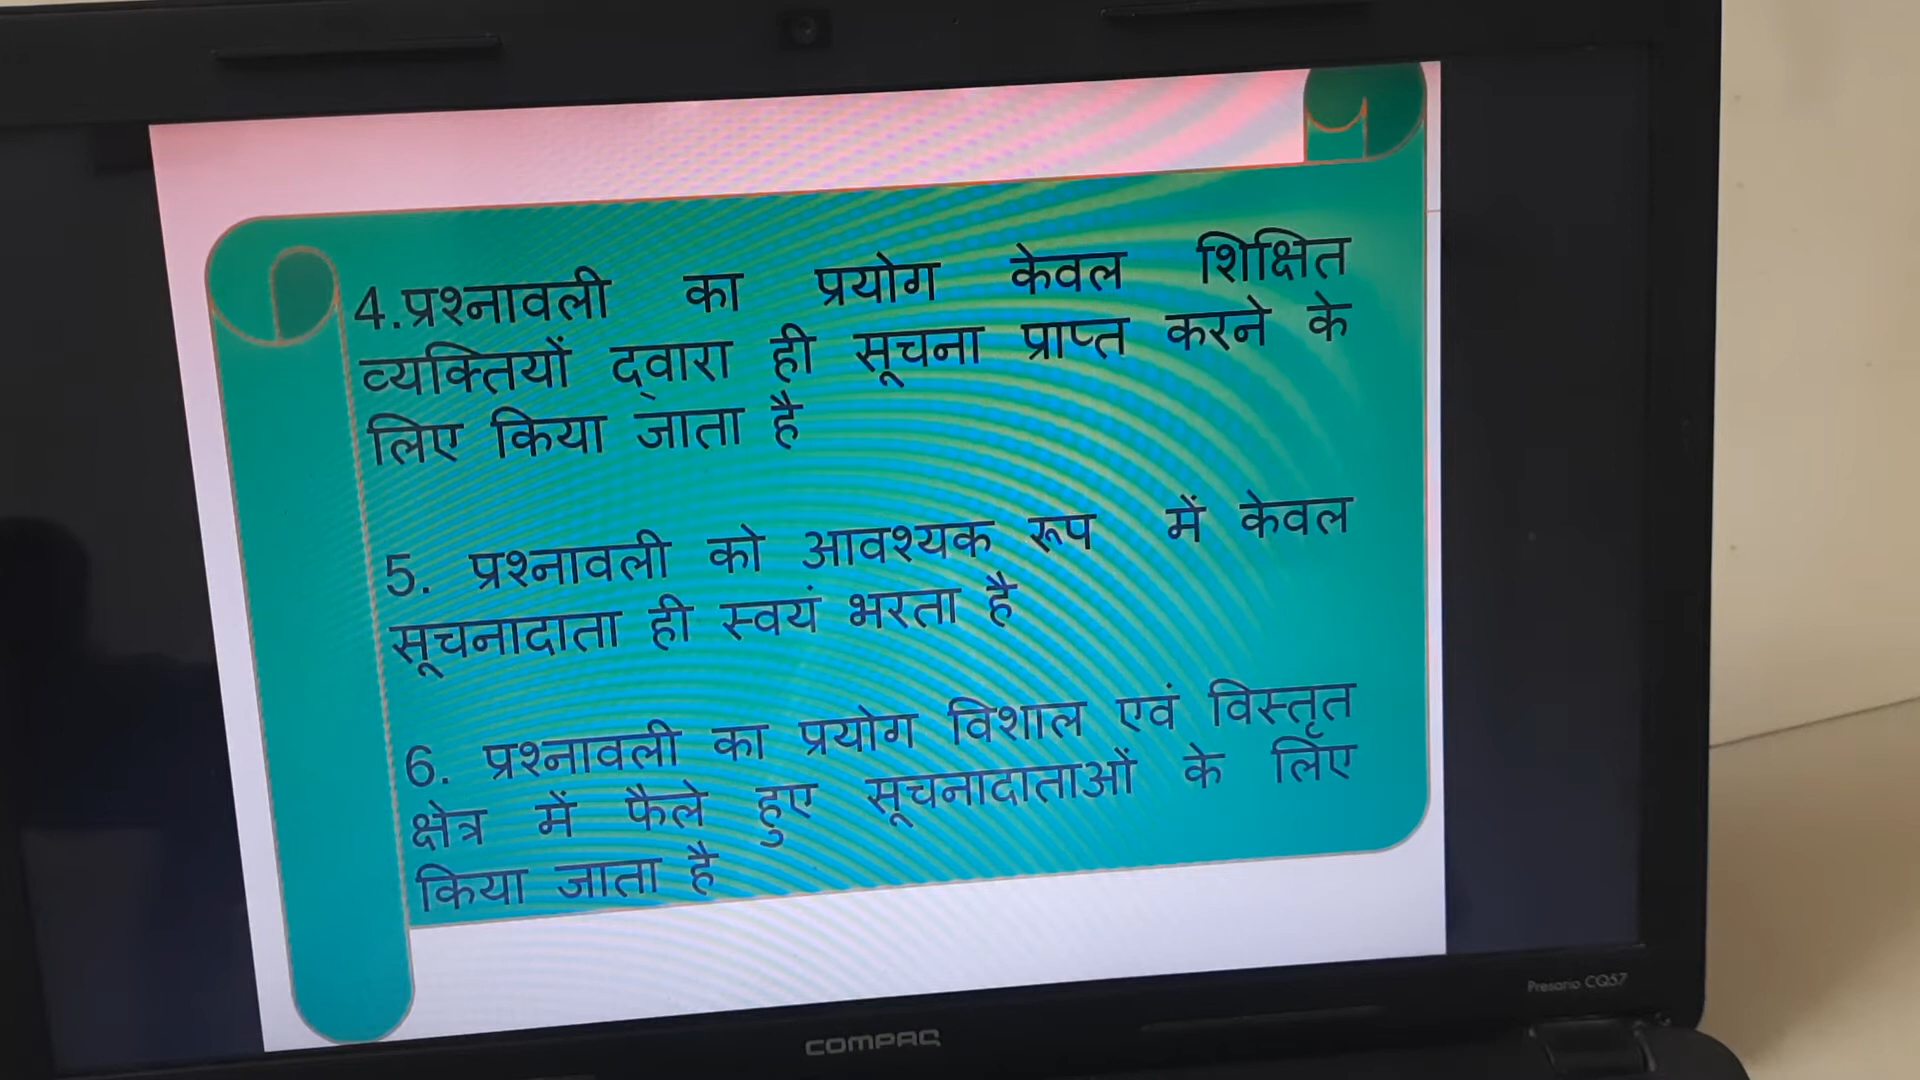 4.प्रश्नावली का प्रयोग केवल शिक्षित
व्यक्तियों द्वारा ही सूचना प्राप्त करने के
लिए किया जाता है
5. प्रश्नावली को आवश्यक रूप में केवल
सूचनादाता ही स्वयं भरता है
6. प्रश्नावली का प्रयोग विशाल एवं विस्तृत
क्षेत्र में फैले हुए सूचनादाताओं के लिए
किया जाता है
Presario CQ57
COMPAQ